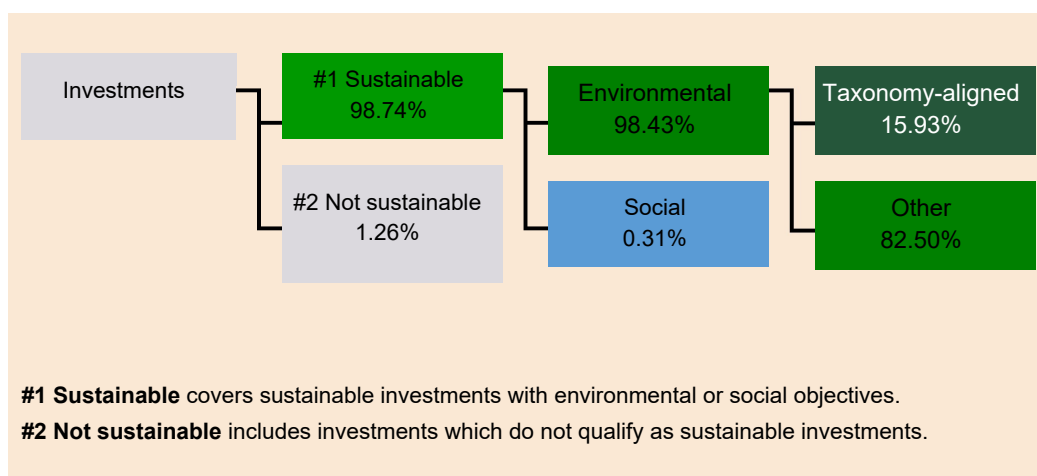 Investments
#1 Sustainable
98.74%
#2 Not sustainable
1.26%
Environmental
98.43%
Social
0.31%
Taxonomy-aligned
15.93%
Other
82.50%
#1 Sustainable covers sustainable investments with environmental or social objectives.
#2 Not sustainable includes investments which do not qualify as sustainable investments.